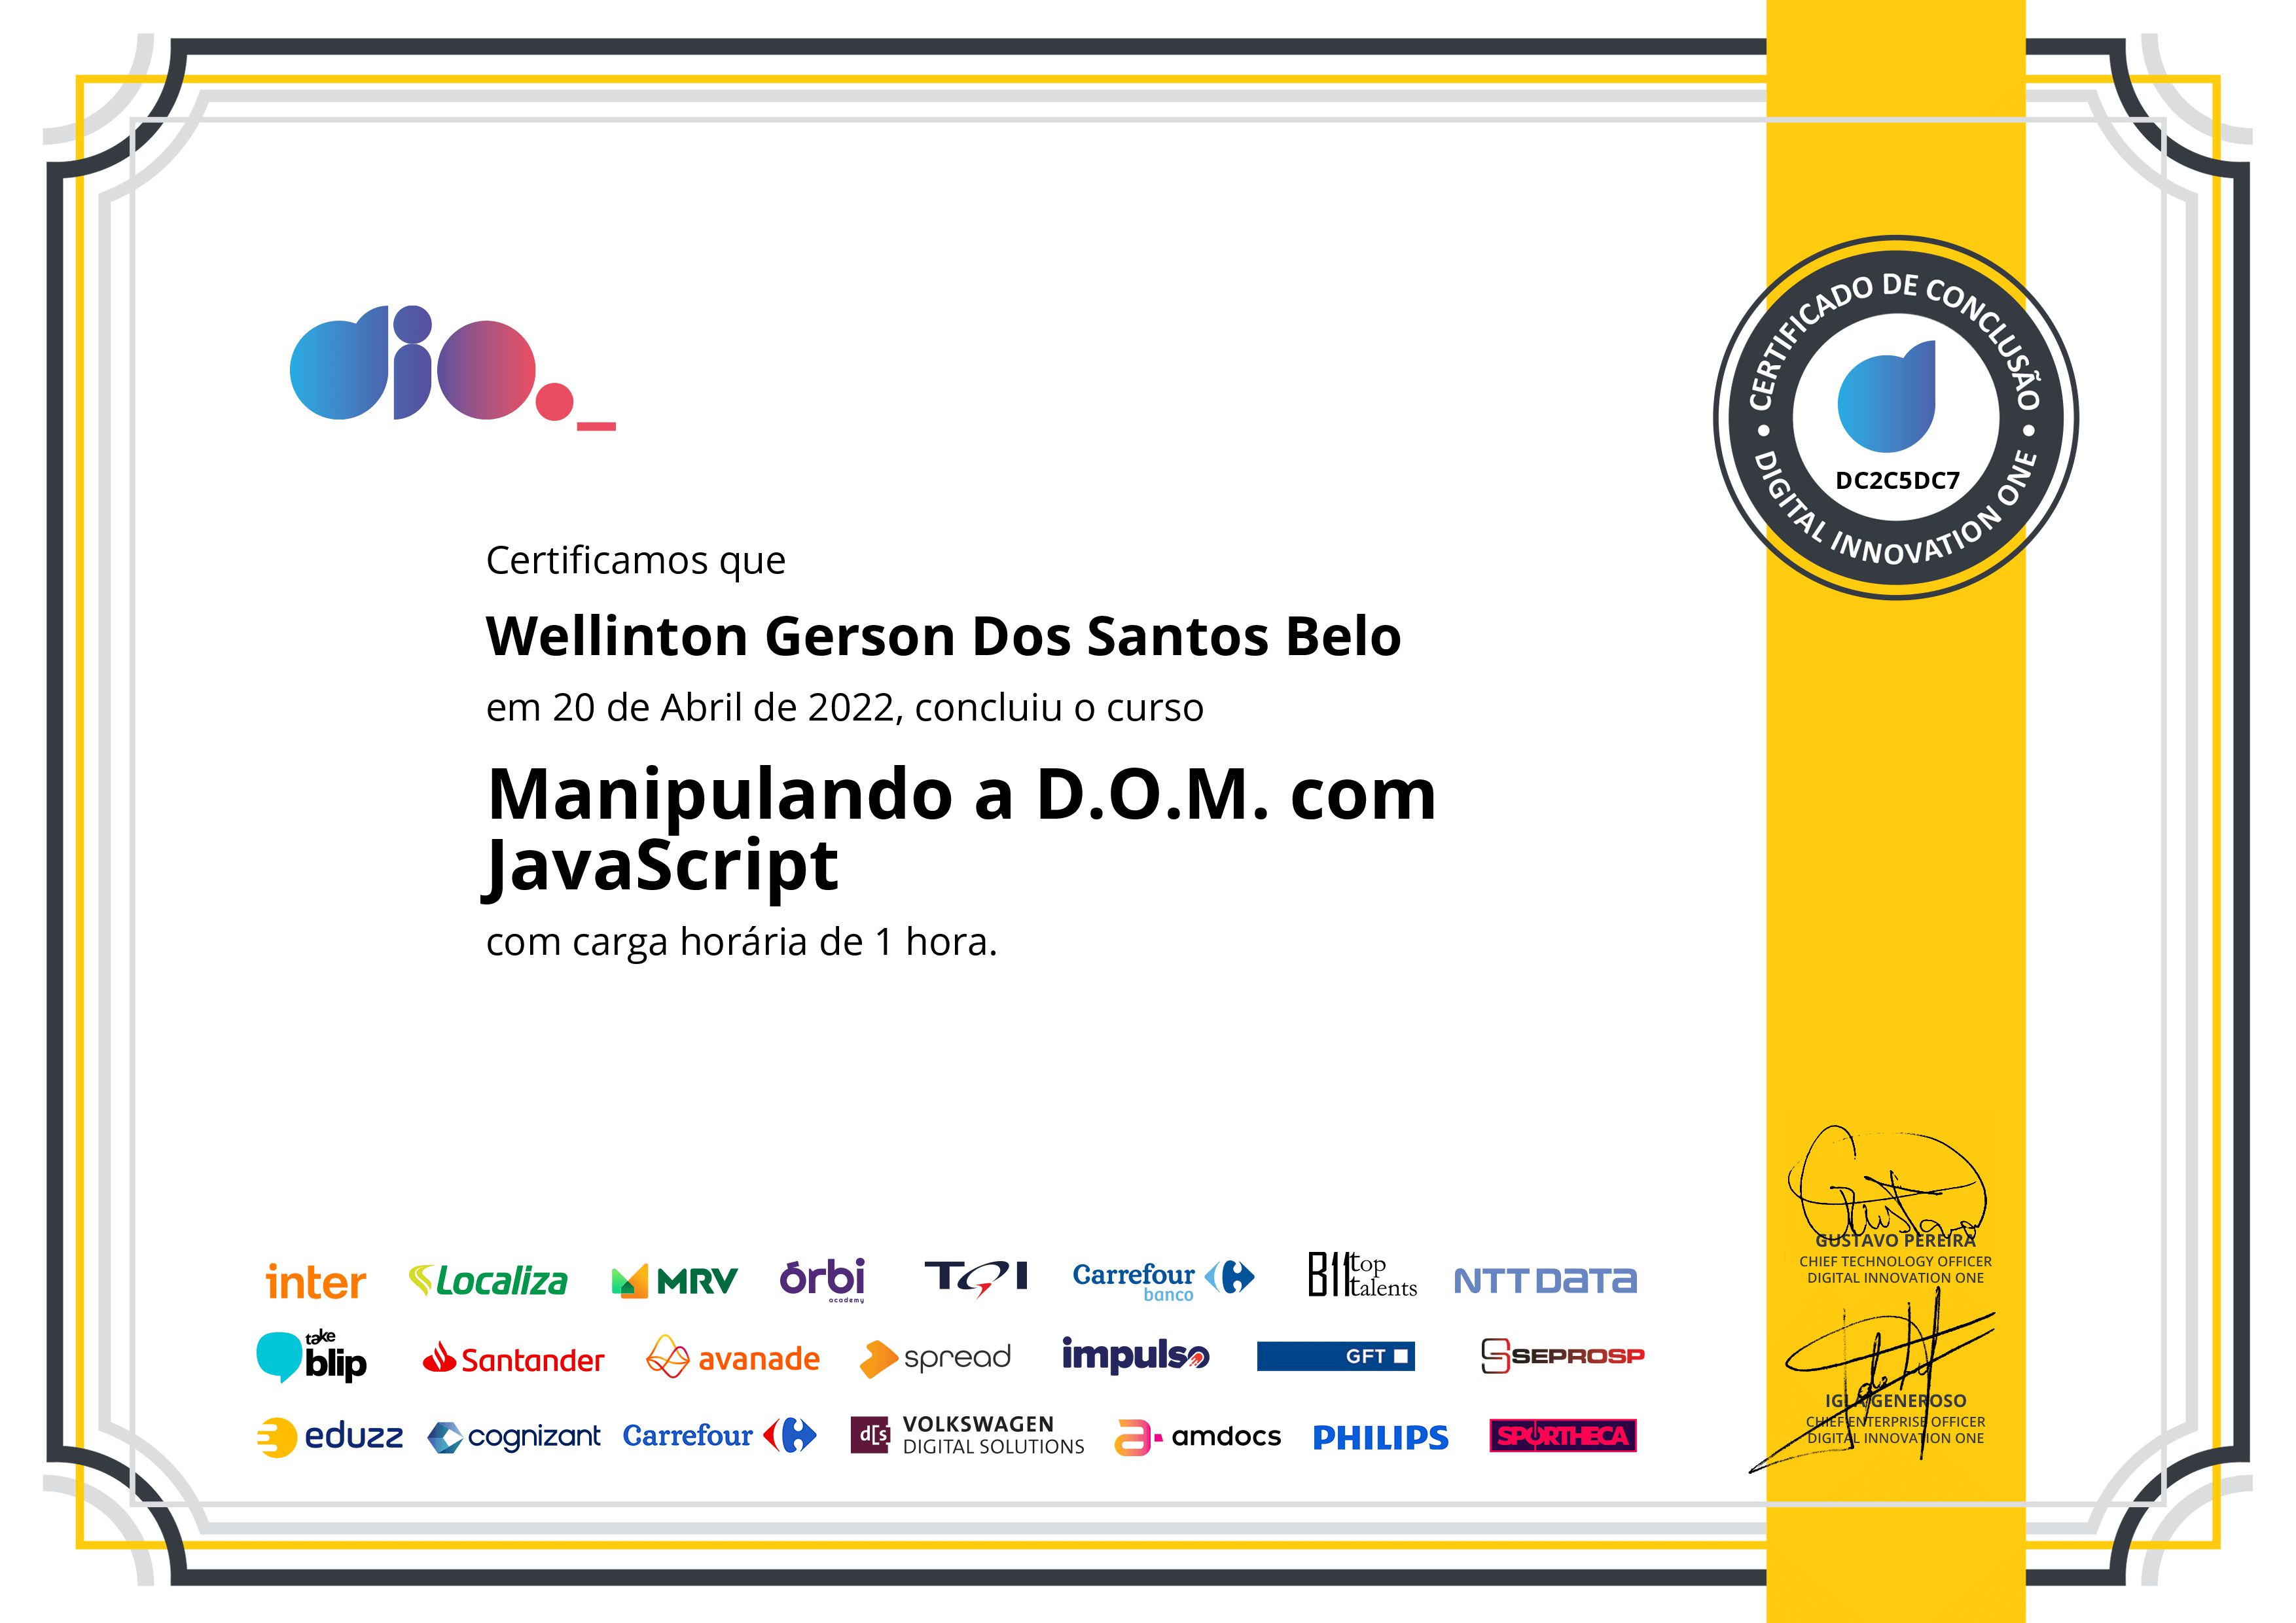 dio._
CERTIFICADO DE CONCLUSÃO
DC2C5DC7
DIGITAL INNOVATION ONE
Certificamos que
Wellinton Gerson Dos Santos Belo
em 20 de Abril de 2022, concluiu o curso
Manipulando a D.O.M. com
JavaScript
com carga horária de 1 hora.
Gustavo
GUSTAVO PEREIRA
CHIEF TECHNOLOGY OFFICER
DIGITAL INNOVATION ONE
IGLA GENEROSO
CHIEF ENTERPRISE OFFICER
DIGITAL INNOVATION ONE
inter Localiza MRV órbi academy TQI Carrefour banco B11 top talents NTT DATA
take blip Santander avanade spread impulso GFT SEPROSP
eduzz cognizant Carrefour d[s] VOLKSWAGEN DIGITAL SOLUTIONS a amdocs PHILIPS SPORTHECA